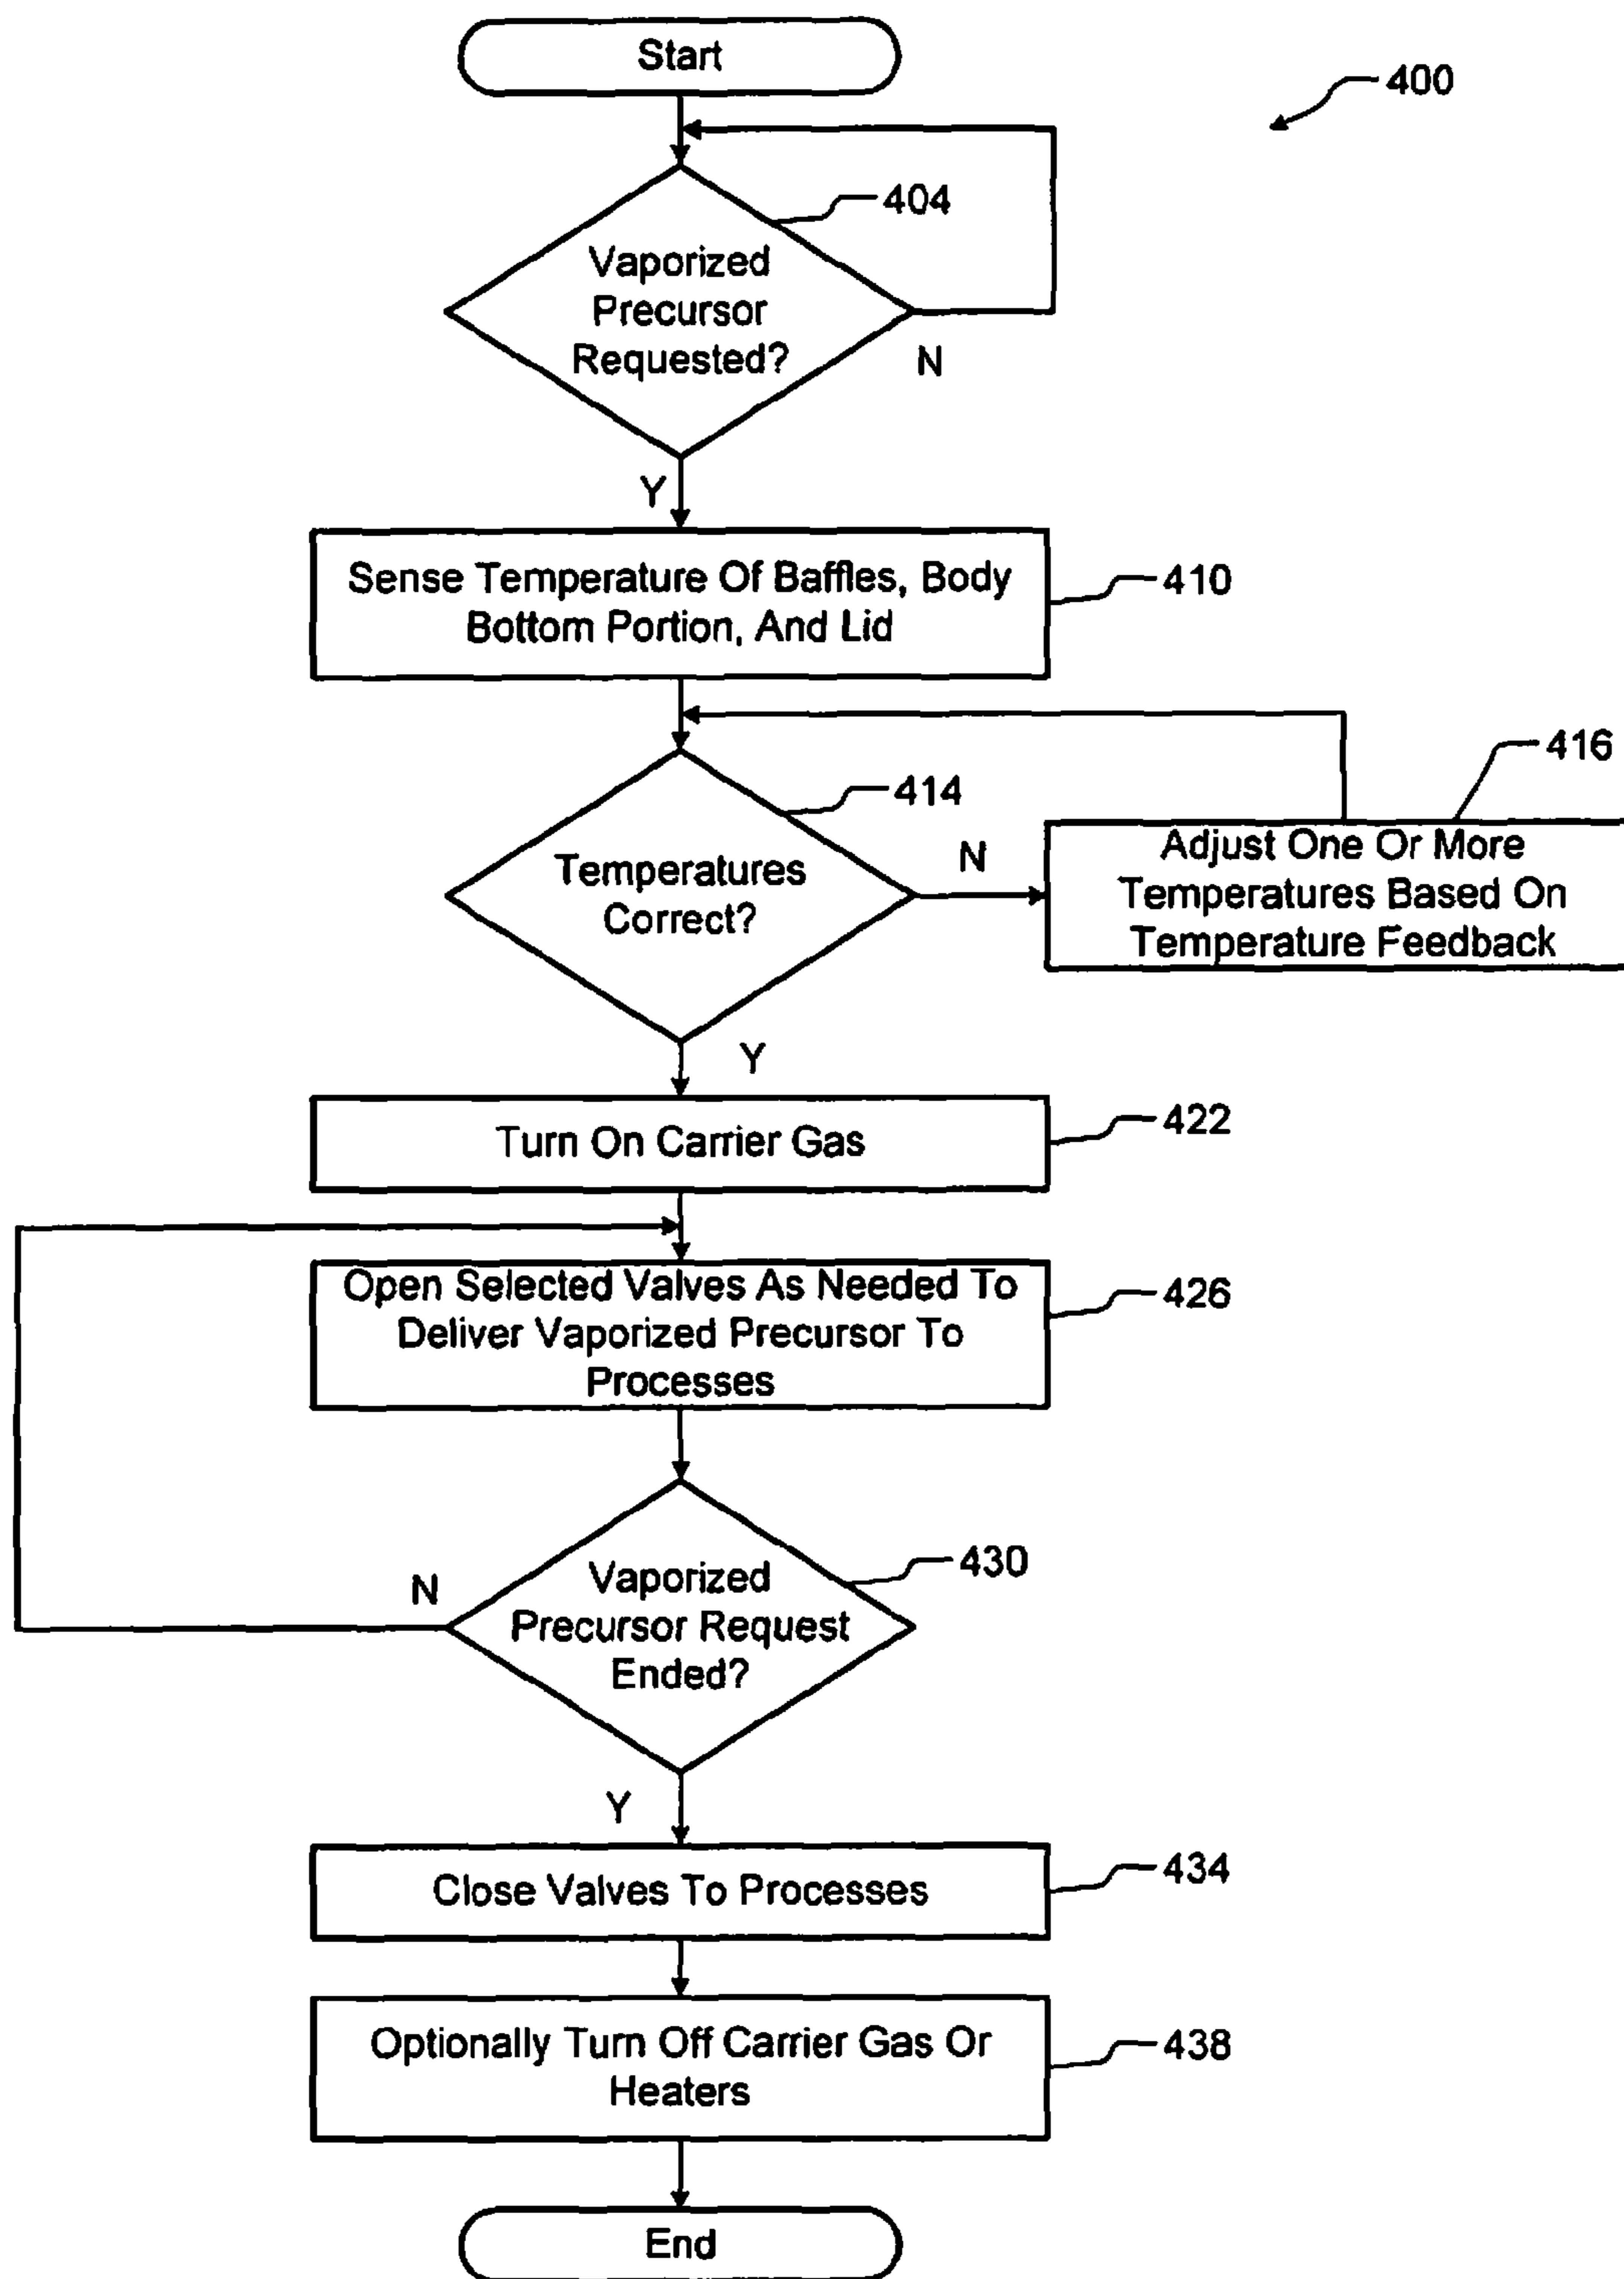 Start
400
404
Vaporized
Precursor
Requested?
N
Y
Sense Temperature Of Baffles, Body
Bottom Portion, And Lid
410
416
414
Temperatures
Correct?
N
Adjust One Or More
Temperatures Based On
Temperature Feedback
Y
Turn On Carrier Gas
422
Open Selected Valves As Needed To
Deliver Vaporized Precursor To
Processes
426
430
N
Vaporized
Precursor Request
Ended?
Y
Close Valves To Processes
434
Optionally Turn Off Carrier Gas Or
Heaters
438
End